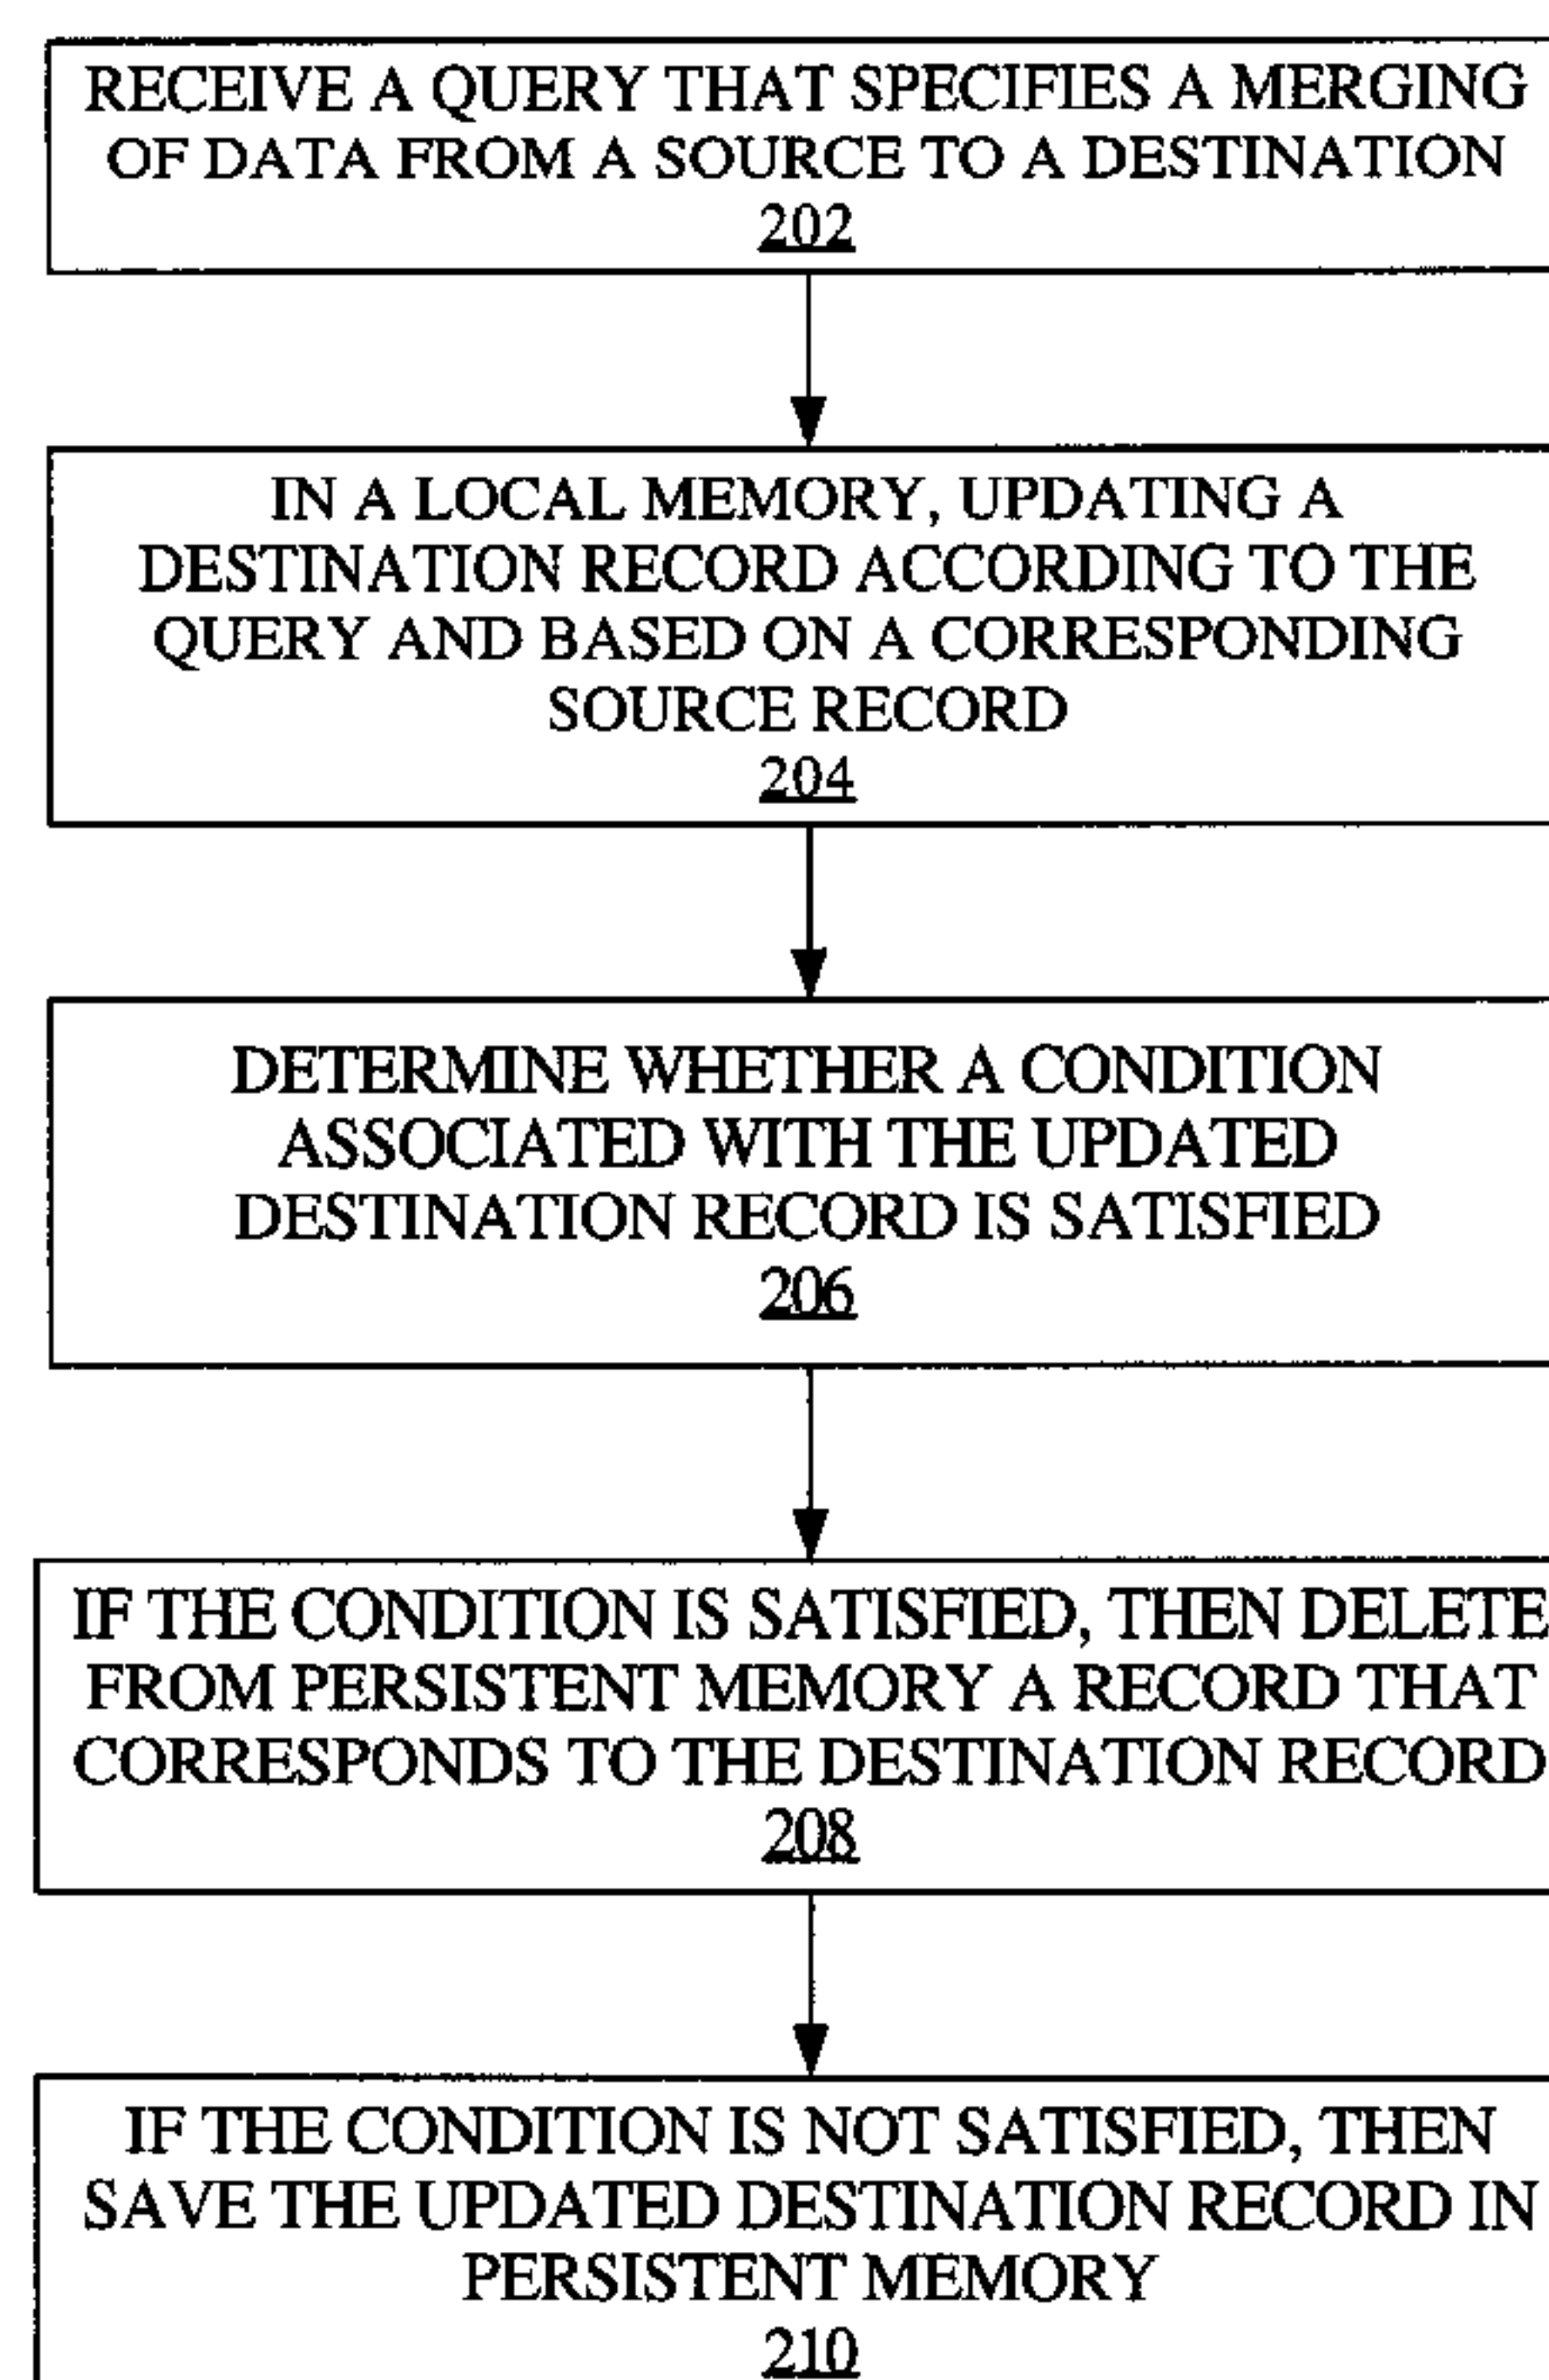 RECEIVE A QUERY THAT SPECIFIES A MERGING
OF DATA FROM A SOURCE TO A DESTINATION
202
IN A LOCAL MEMORY, UPDATING A
DESTINATION RECORD ACCORDING TO THE
QUERY AND BASED ON A CORRESPONDING
SOURCE RECORD
204
DETERMINE WHETHER A CONDITION
ASSOCIATED WITH THE UPDATED
DESTINATION RECORD IS SATISFIED
206
IF THE CONDITION IS SATISFIED, THEN DELETE
FROM PERSISTENT MEMORY A RECORD THAT
CORRESPONDS TO THE DESTINATION RECORD
208
IF THE CONDITION IS NOT SATISFIED, THEN
SAVE THE UPDATED DESTINATION RECORD IN
PERSISTENT MEMORY
210